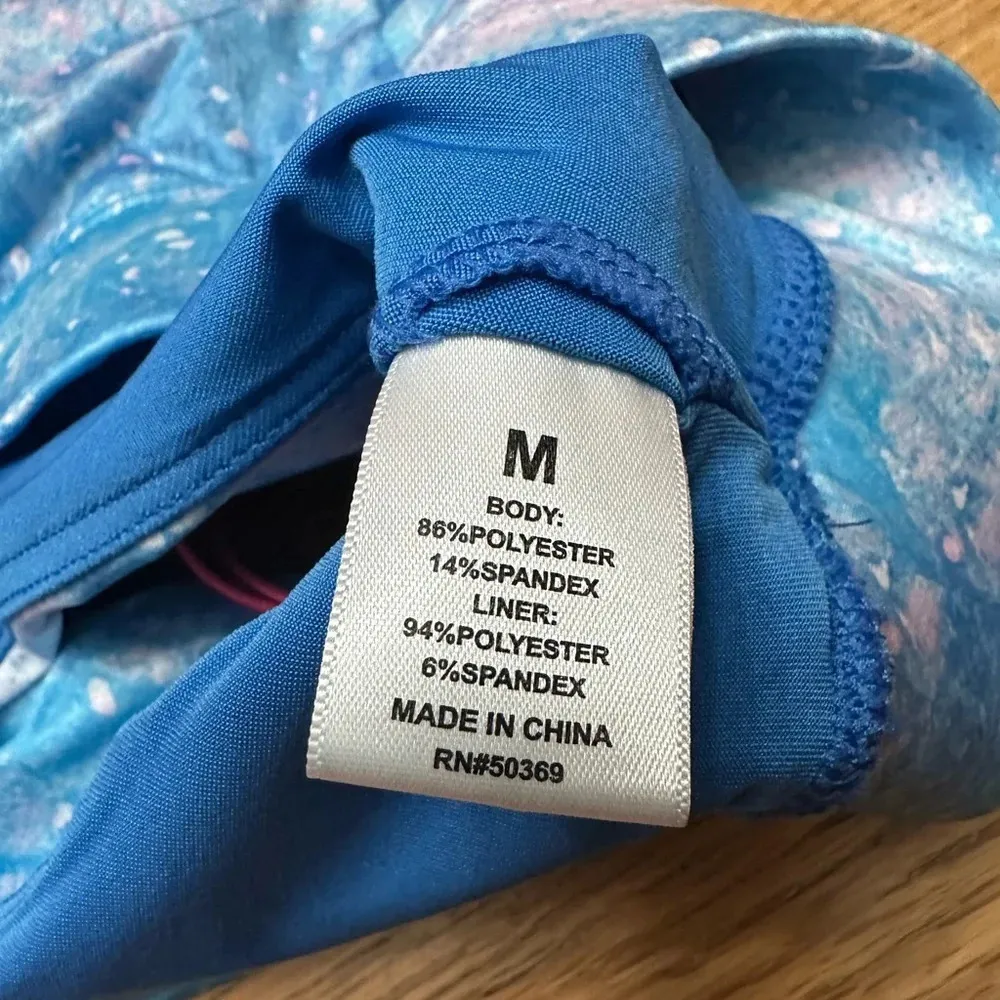 M
BODY:
86%POLYESTER
14%SPANDEX
LINER:
94%POLYESTER
6%SPANDEX
MADE IN CHINA
RN#50369